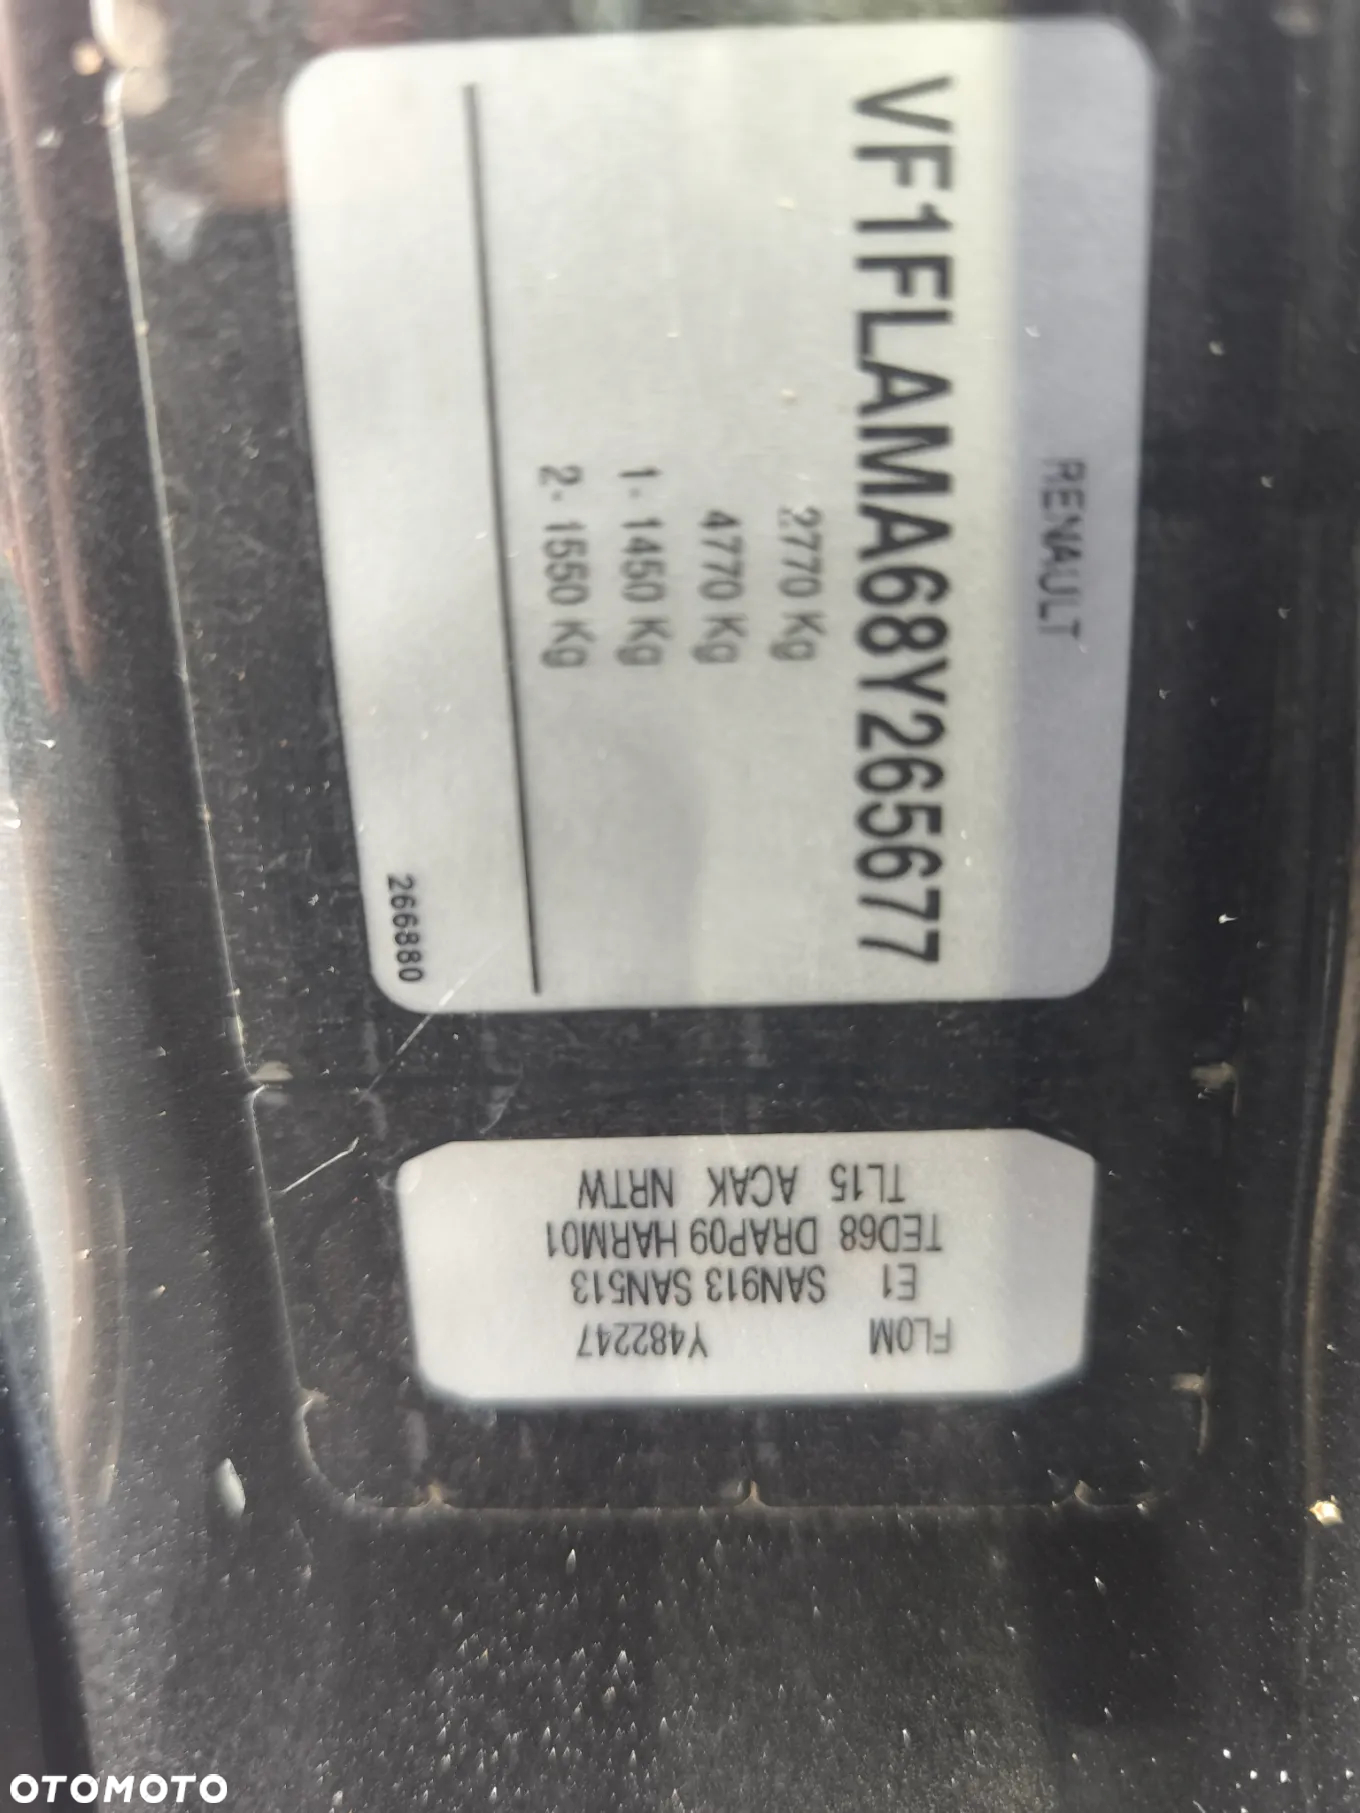 RENAULT
VF1FLAMA68Y265677
2770 Kg
4770 Kg
1- 1450 Kg
2- 1550 Kg
266880
FL0M Y482247
E1 SAN913 SAN513
TED68 DRAP09 HARM01
TL15 ACAK NRTW
OTOMOTO